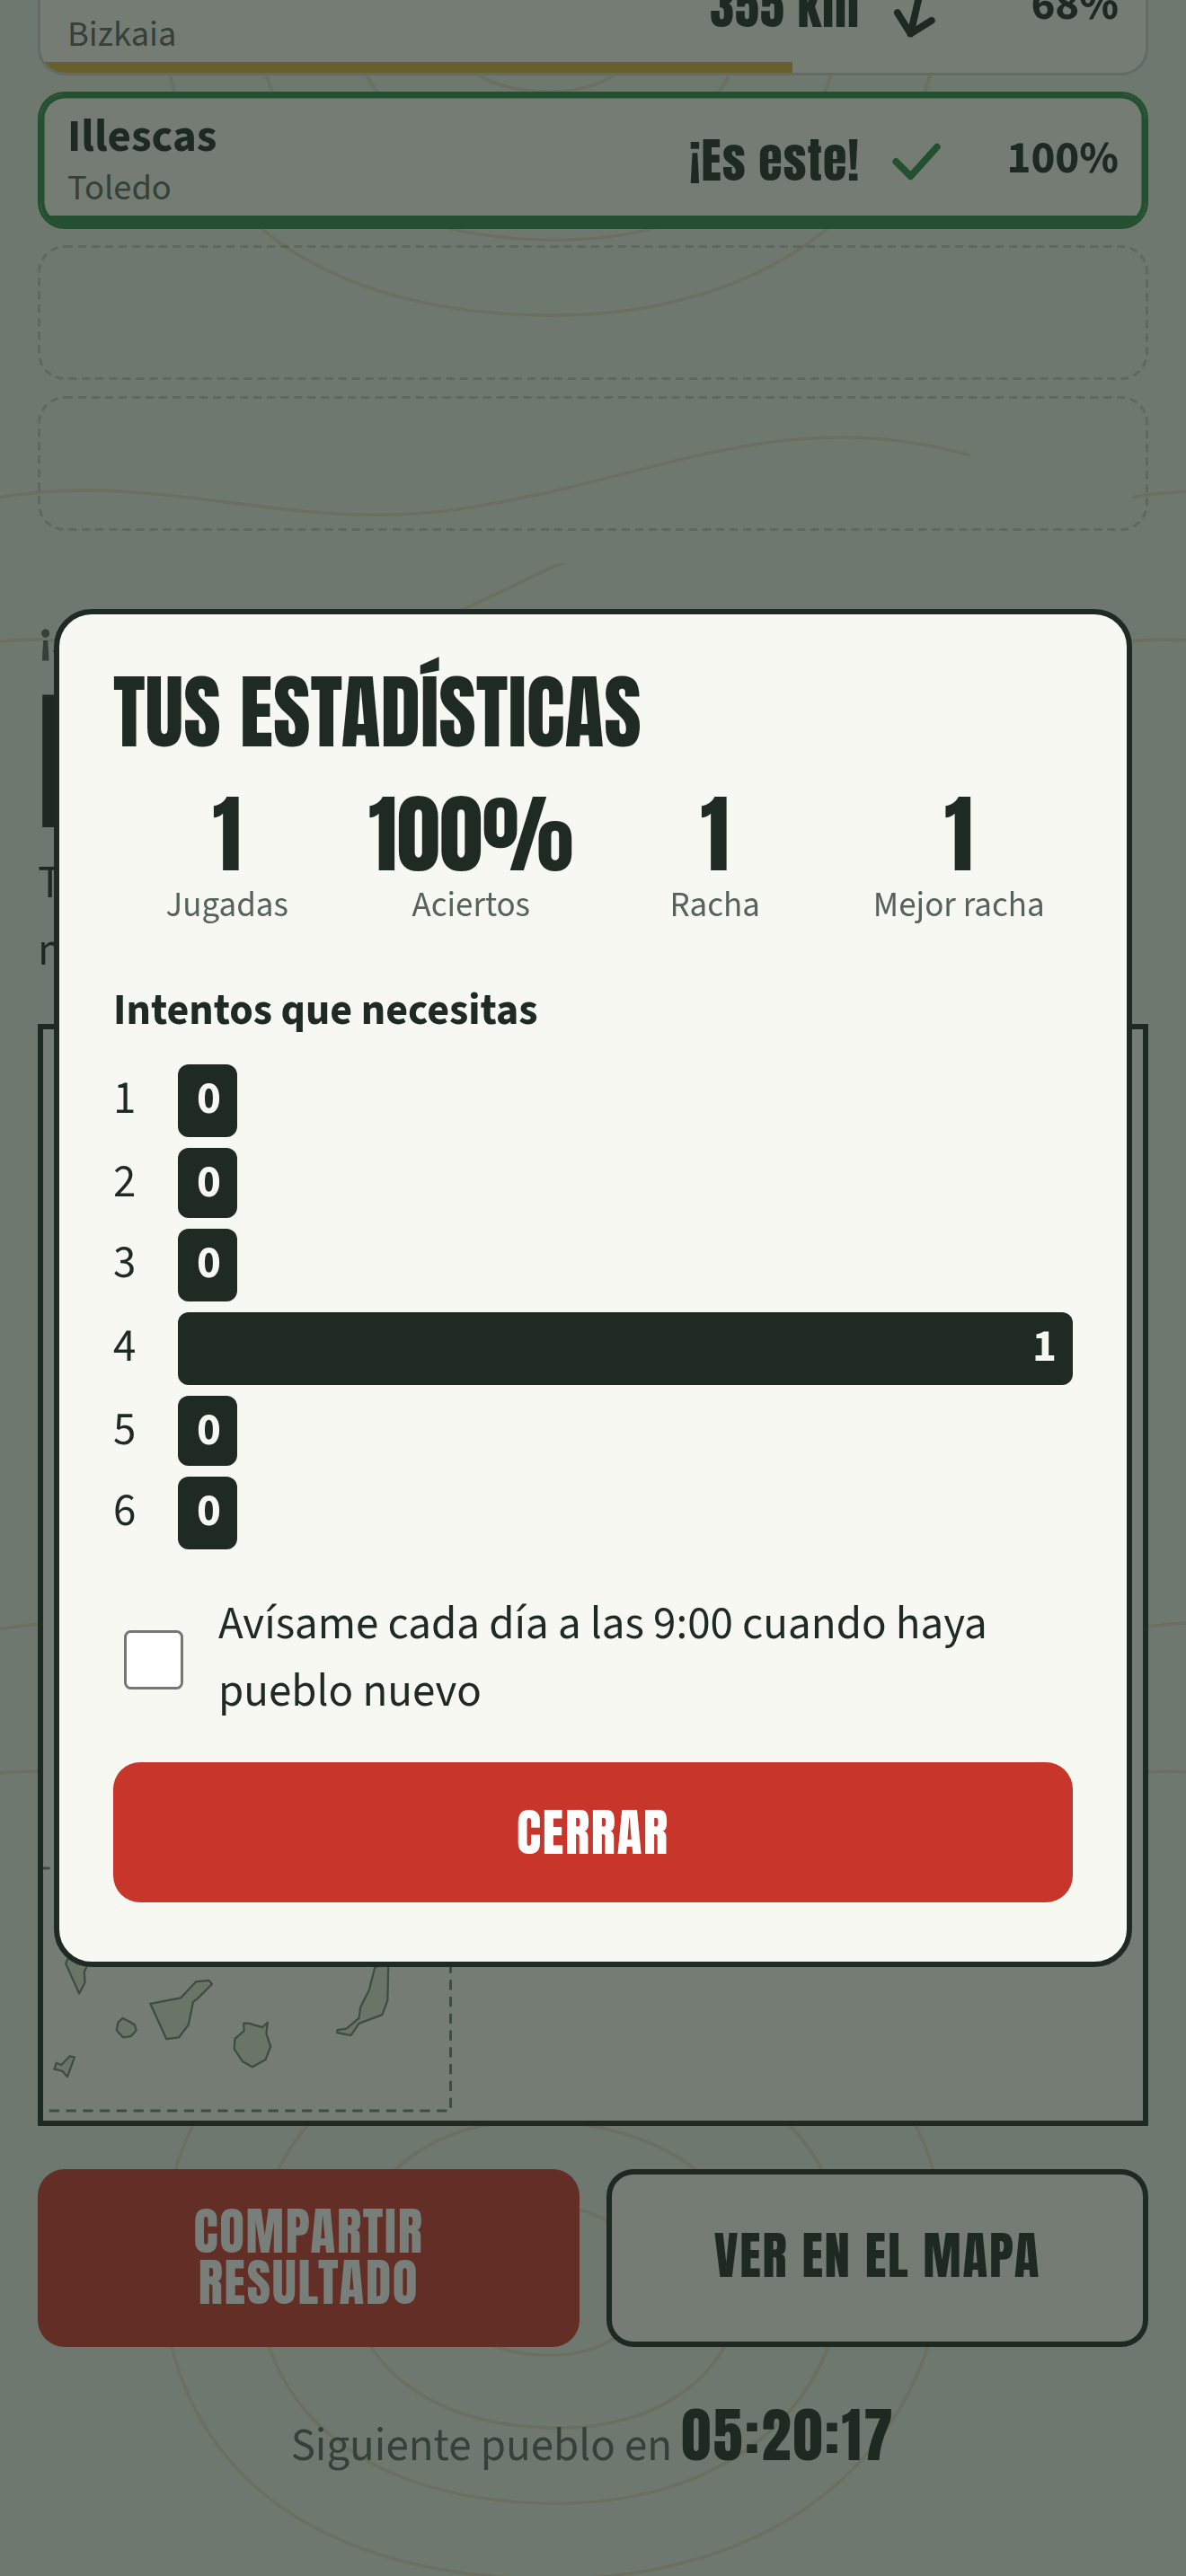 Bizkaia
355 km
68%
Illescas
Toledo
¡Es este!
100%
TUS ESTADÍSTICAS
1
100%
1
1
Jugadas
Aciertos
Racha
Mejor racha
Intentos que necesitas
1 0
2 0
3 0
4 1
5 0
6 0
Avísame cada día a las 9:00 cuando haya
pueblo nuevo
CERRAR
COMPARTIR
RESULTADO
VER EN EL MAPA
Siguiente pueblo en 05:20:17